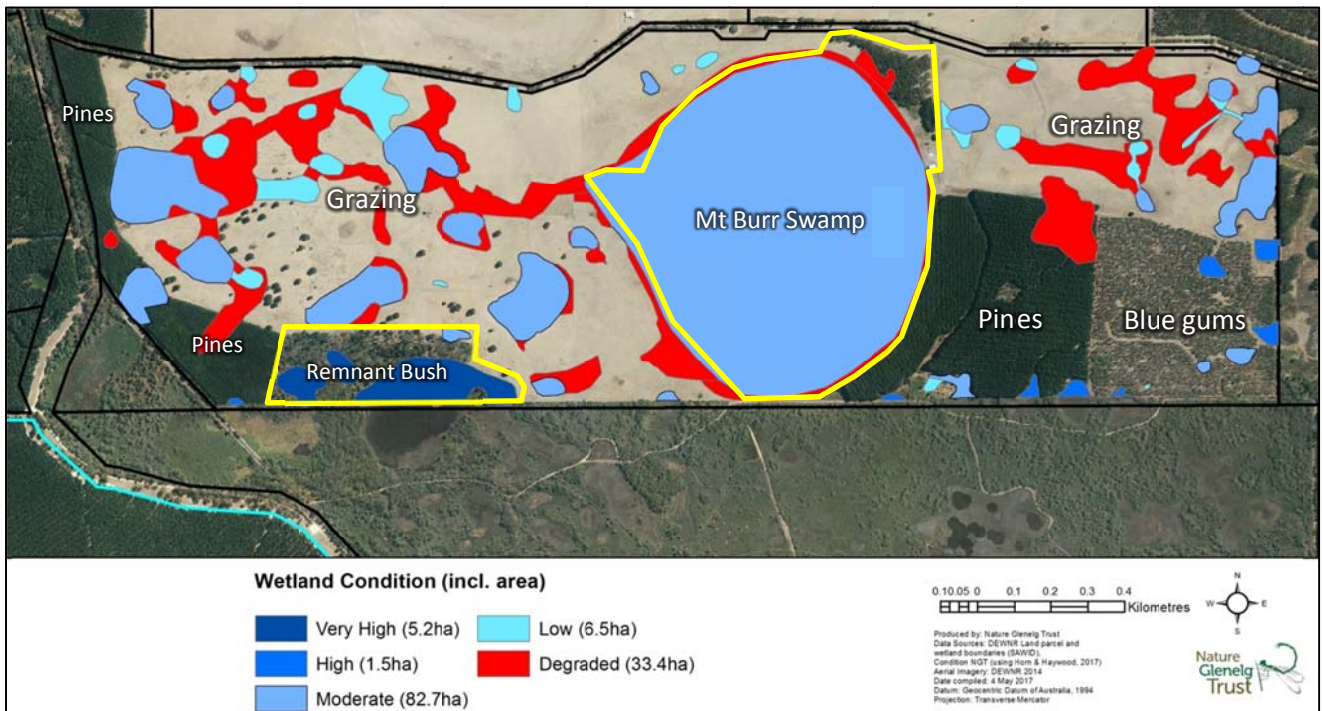 Pines
Grazing
Grazing
Mt Burr Swamp
Pines
Remnant Bush
Pines
Blue gums
Wetland Condition (incl. area)
Very High (5.2ha)
Low (6.5ha)
High (1.5ha)
Degraded (33.4ha)
Moderate (82.7ha)
0.10.05 0 0.1 0.2 0.3 0.4
Kilometres
N
W E
S
Produced by: Nature Glenelg Trust
Data Sources: DEWNR Land parcel and
wetland boundaries (SAWID),
Condition NGT (using Horn & Haywood, 2017)
Aerial Imagery: DEWNR 2014
Date compiled: 4 May 2017
Datum: Geocentric Datum of Australia, 1994
Projection: Transverse Mercator
Nature
Glenelg
Trust